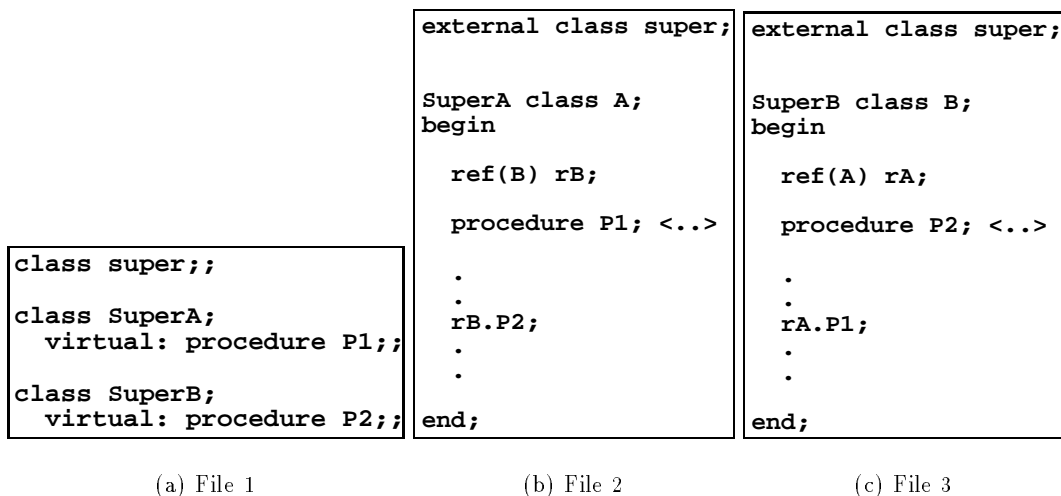 class super;;
class SuperA;
virtual: procedure P1;;
class SuperB;
virtual: procedure P2;;
(a) File 1
external class super;
SuperA class A;
begin
ref(B) rB;
procedure P1; <..>
.
.
rB.P2;
.
.
end;
(b) File 2
external class super;
SuperB class B;
begin
ref(A) rA;
procedure P2; <..>
.
.
rA.P1;
.
.
end;
(c) File 3